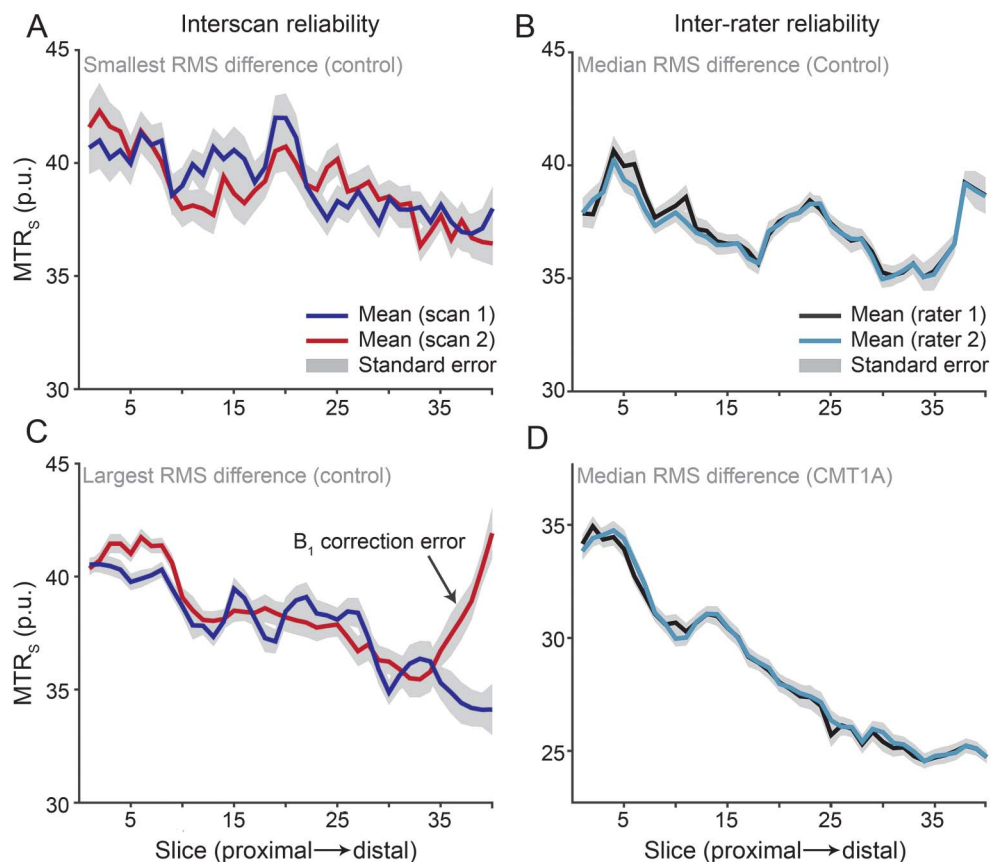 A
Interscan reliability
Smallest RMS difference (control)
45
40
35
30
MTRS (p.u.)
Mean (scan 1)
Mean (scan 2)
Standard error
5
15
25
35
B
Inter-rater reliability
Median RMS difference (Control)
45
40
35
30
Mean (rater 1)
Mean (rater 2)
Standard error
5
15
25
35
C
Largest RMS difference (control)
45
40
35
30
MTRS (p.u.)
B1 correction error
5
15
25
35
Slice (proximal→distal)
D
Median RMS difference (CMT1A)
35
30
25
5
15
25
35
Slice (proximal→distal)